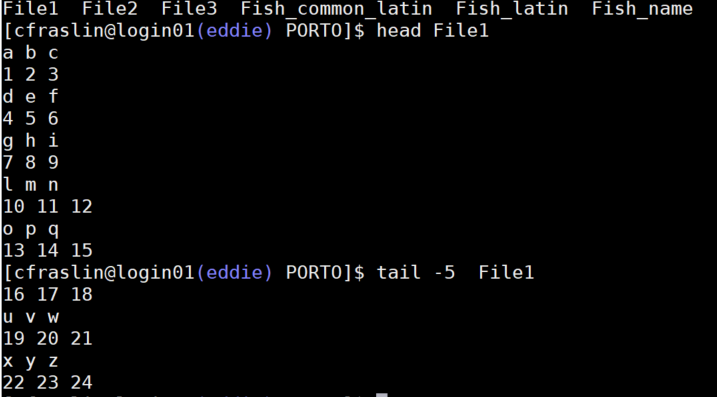 File1  File2  File3  Fish_common_latin  Fish_latin  Fish_name
[cfraslin@login01(eddie) PORTO]$ head File1
a b c
1 2 3
d e f
4 5 6
g h i
7 8 9
l m n
10 11 12
o p q
13 14 15
[cfraslin@login01(eddie) PORTO]$ tail -5  File1
16 17 18
u v w
19 20 21
x y z
22 23 24